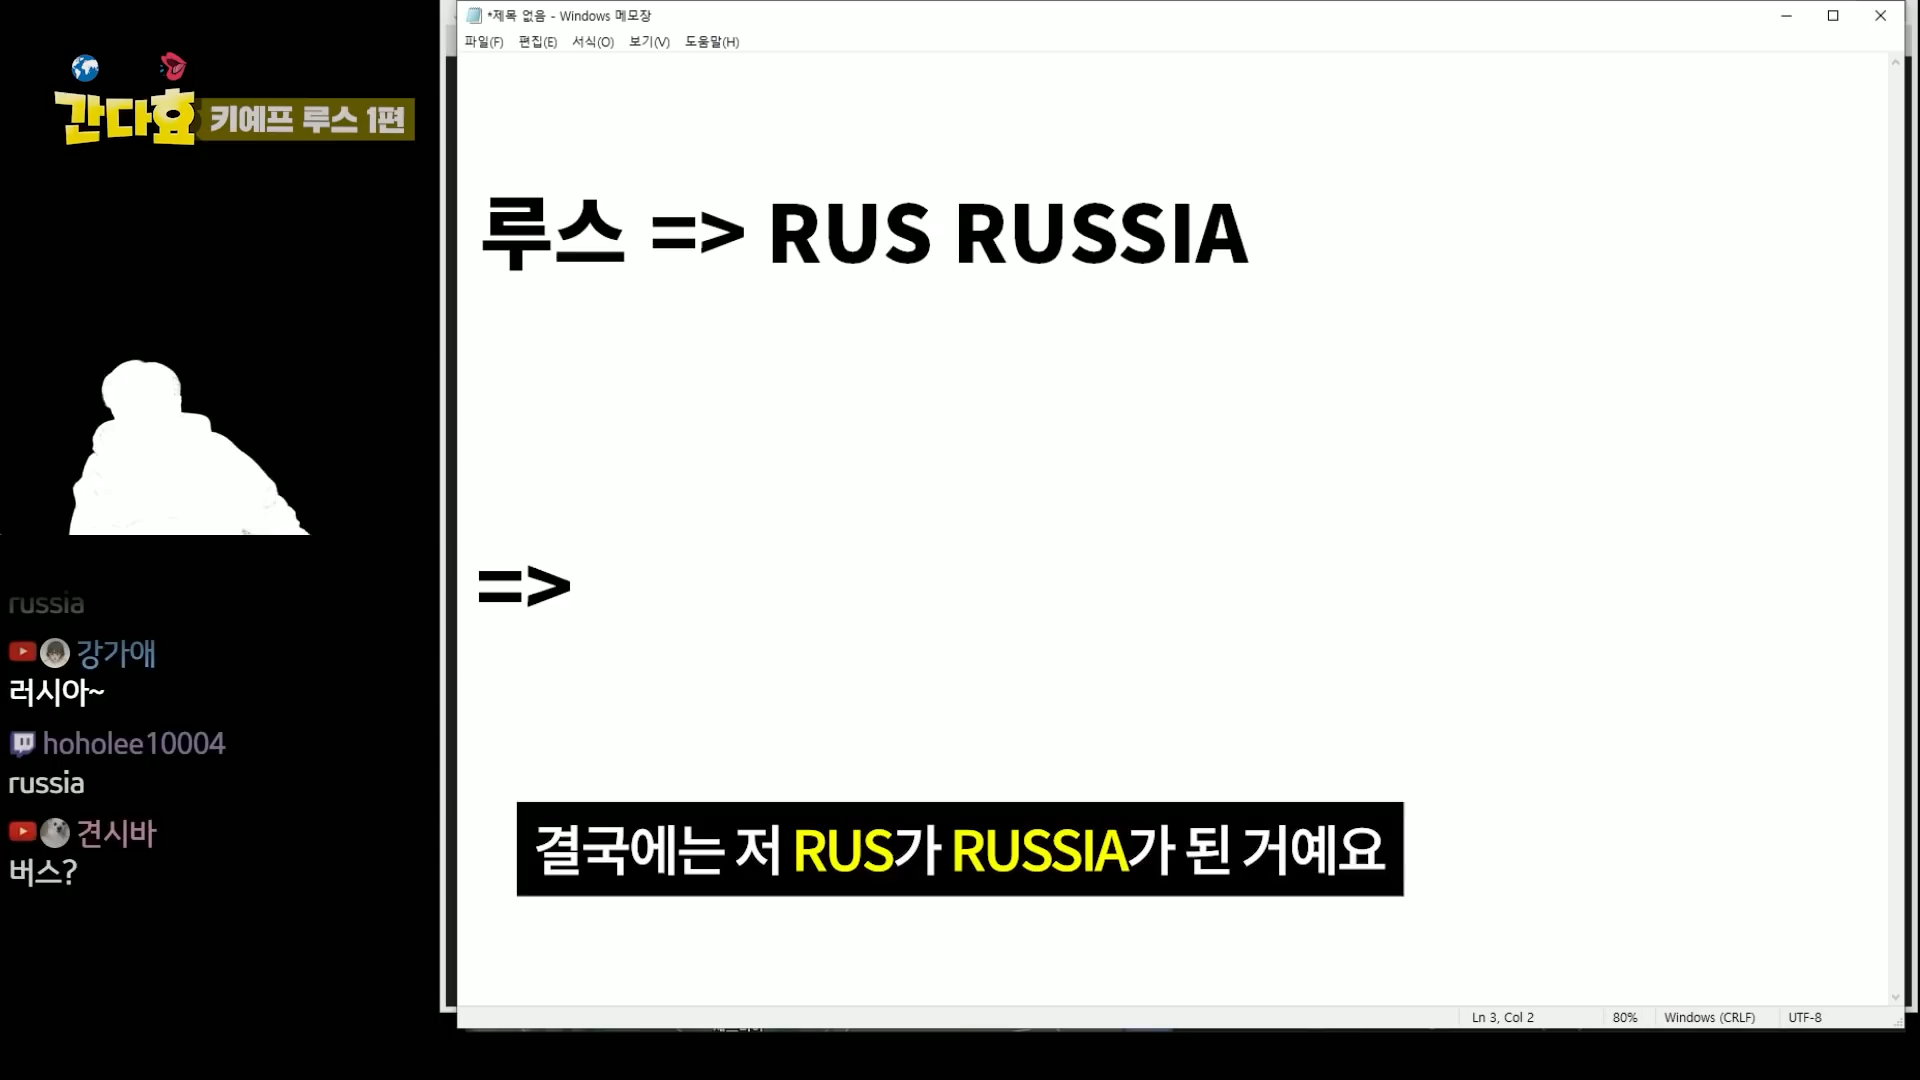 *제목 없음 - Windows 메모장
파일(F) 편집(E) 서식(O) 보기(V) 도움말(H)
간다효 키예프 루스 1편
루스 => RUS RUSSIA
=>
russia
강가애
러시아~
hoholee10004
russia
견시바
버스?
결국에는 저 RUS가 RUSSIA가 된 거예요
Ln 3, Col 2 80% Windows (CRLF) UTF-8